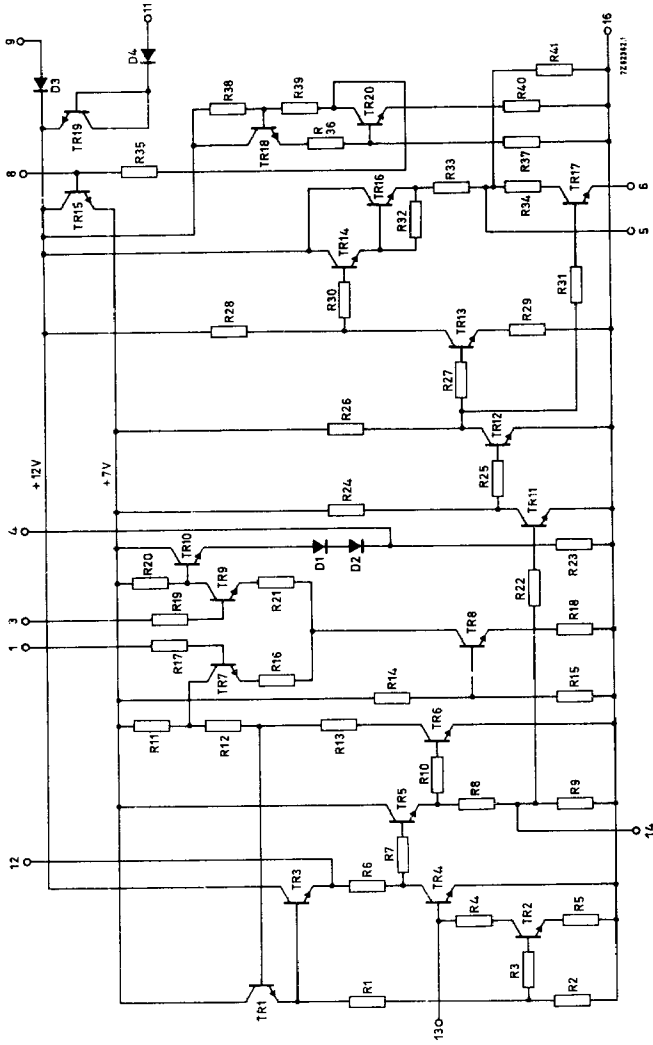 9
11
D3
D4
TR19
8
TR15
R35
R38
R39
TR18
R36
TR20
R41
16
7Z82362.1
R40
R37
R33
R34
TR17
6
5
TR16
R32
TR14
R30
R31
R28
TR13
R29
R27
+12V
+7V
R26
TR12
R25
R24
TR11
4
TR10
D1
D2
R23
R22
R20
TR9
R21
3
R19
1
R17
TR7
R16
TR8
R18
R14
R15
R11
R12
R13
TR6
R10
TR5
R8
R9
14
R7
12
TR3
R6
TR4
R4
TR2
R5
R3
TR1
R1
R2
13